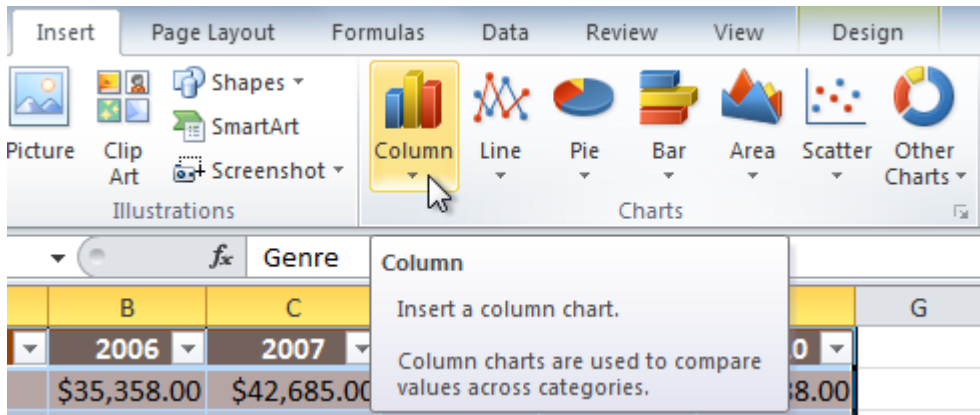 Insert Page Layout Formulas Data Review View Design
Picture
Clip
Art
Shapes
SmartArt
Screenshot
Illustrations
Column Line Pie Bar Area Scatter Other
Charts
Charts
fx Genre
Column
Insert a column chart.
Column charts are used to compare
values across categories.
B C G
2006 2007 0
$35,358.00 $42,685.00 8.00